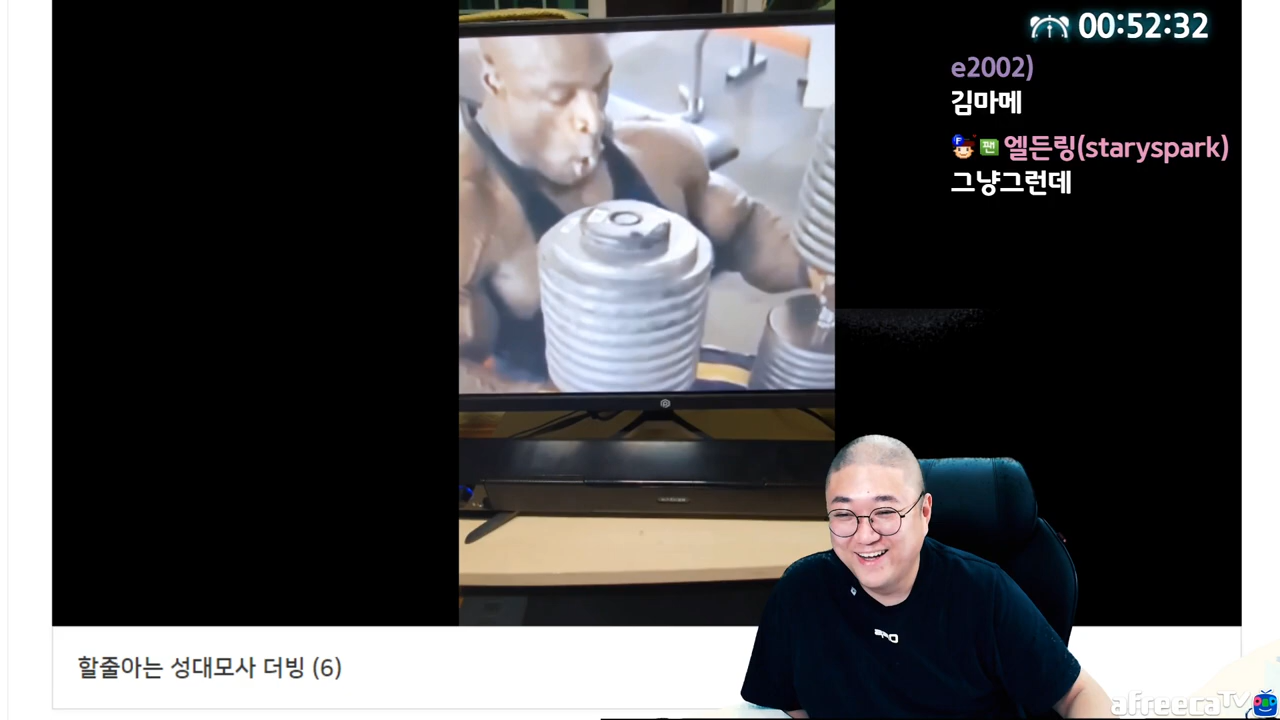 00:52:32
e2002)
김마메
팬 엘든링(staryspark)
그냥그런데
할줄아는 성대모사 더빙 (6)
afreecaTV